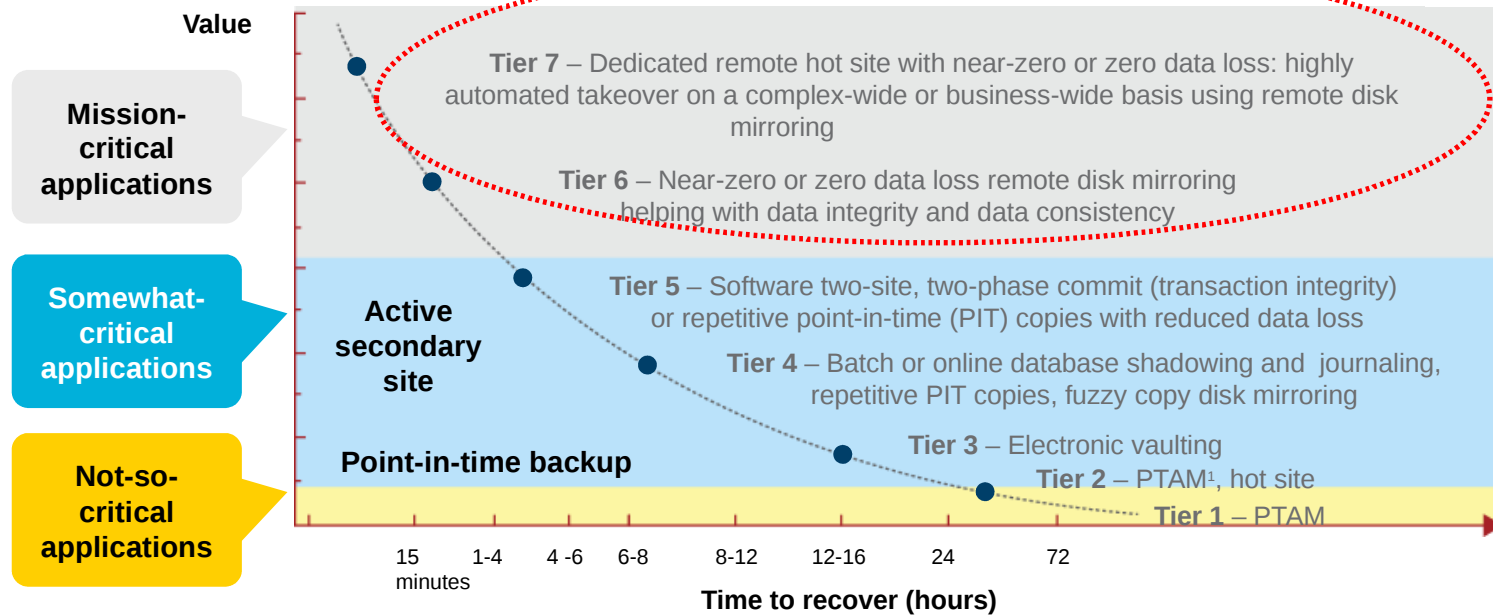 Value
Mission-
critical
applications
Tier 7 – Dedicated remote hot site with near-zero or zero data loss: highly
automated takeover on a complex-wide or business-wide basis using remote disk
mirroring
Tier 6 – Near-zero or zero data loss remote disk mirroring
helping with data integrity and data consistency
Somewhat-
critical
applications
Active
secondary
site
Tier 5 – Software two-site, two-phase commit (transaction integrity)
or repetitive point-in-time (PIT) copies with reduced data loss
Tier 4 – Batch or online database shadowing and journaling,
repetitive PIT copies, fuzzy copy disk mirroring
Not-so-
critical
applications
Point-in-time backup
Tier 3 – Electronic vaulting
Tier 2 – PTAM¹, hot site
Tier 1 – PTAM
15
minutes
1-4
4 -6
6-8
8-12
12-16
24
72
Time to recover (hours)